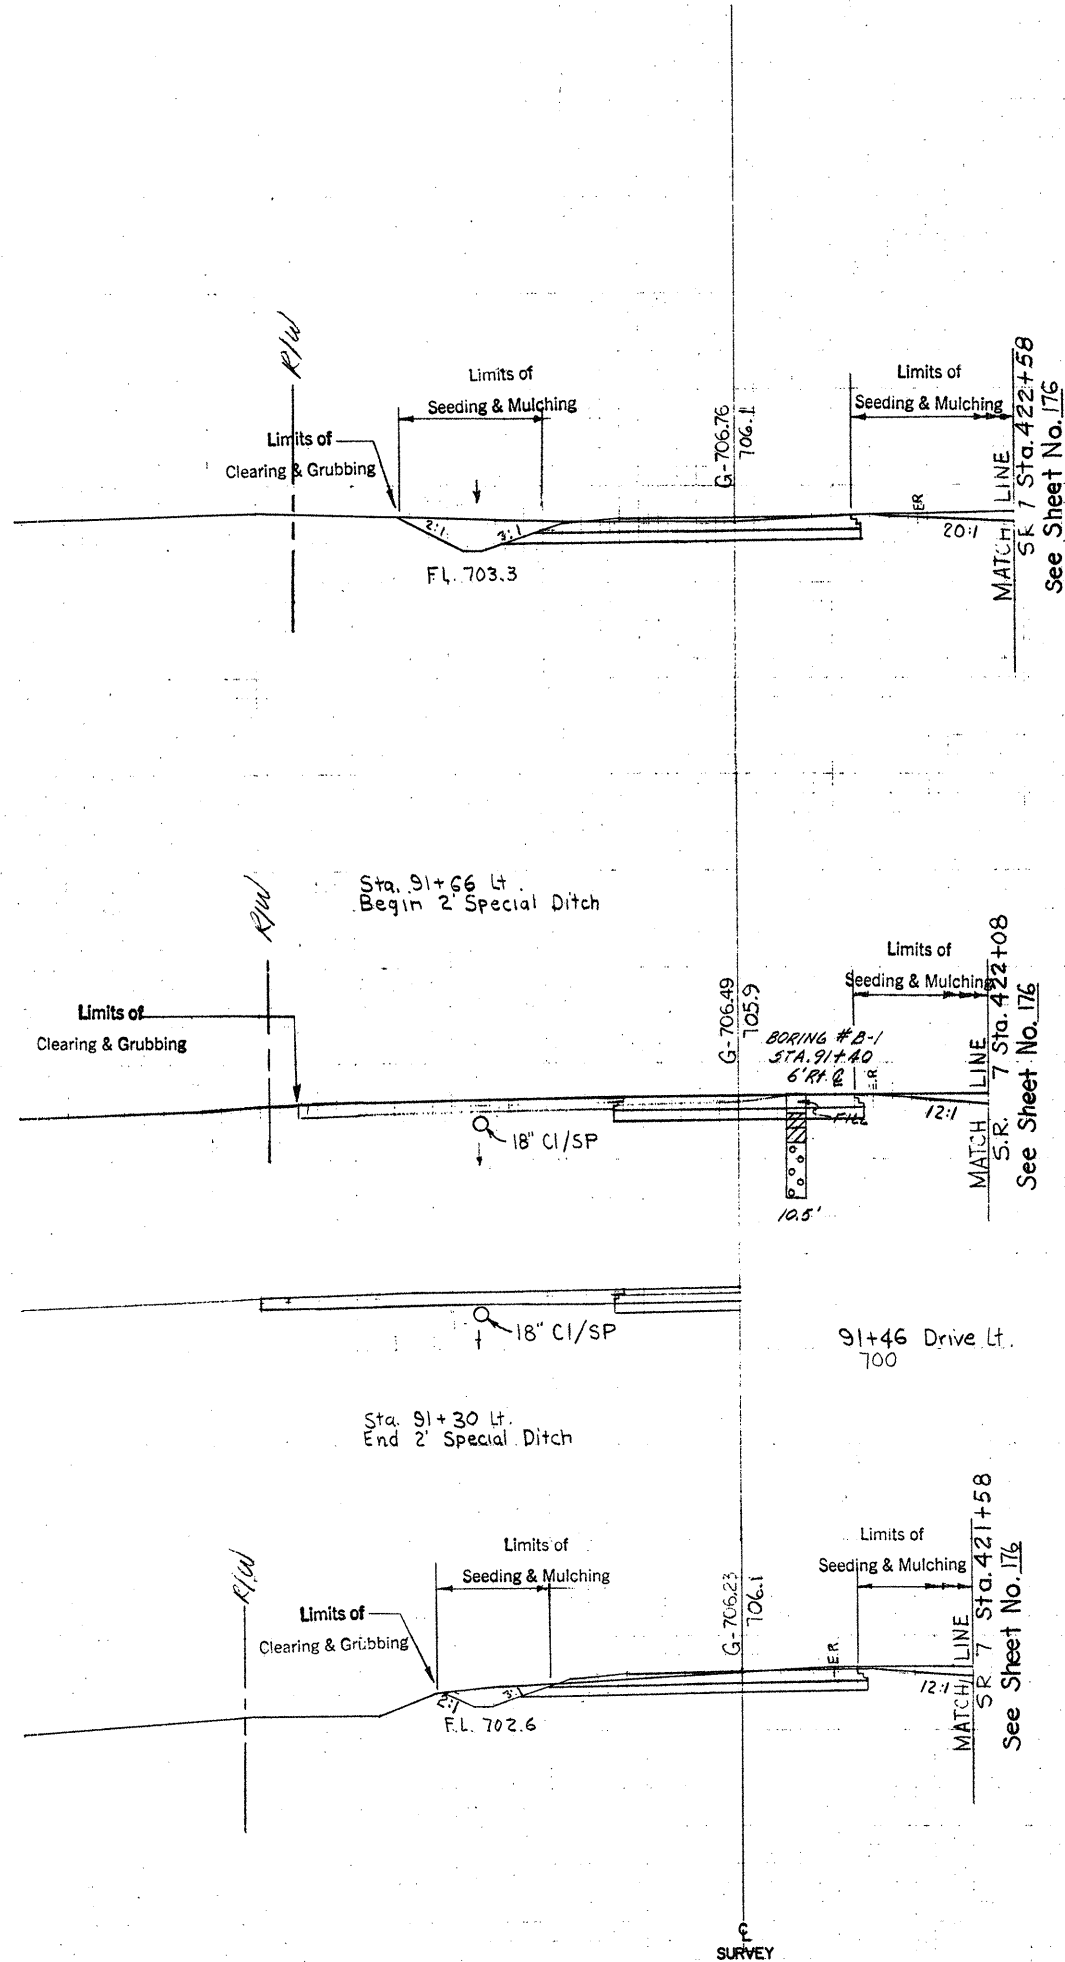 R/W
Limits of
Seeding & Mulching
Limits of
Clearing & Grubbing
2:1
3:1
F.L. 703.3
G-706.76
706.1
Limits of
Seeding & Mulching
ER
20:1
MATCH LINE
SR 7 Sta. 422+58
See Sheet No. 176
Sta. 91+66 Lt.
Begin 2' Special Ditch
R/W
Limits of
Clearing & Grubbing
18" CI/SP
G-706.49
705.9
BORING # B-1
STA. 91+40
6' Rt. ℄
Limits of
Seeding & Mulching
E.R.
FILL
12:1
10.5'
MATCH LINE
S.R. 7 Sta. 422+08
See Sheet No. 176
18" CI/SP
91+46 Drive Lt.
700
Sta. 91+30 Lt.
End 2' Special Ditch
R/W
Limits of
Seeding & Mulching
Limits of
Clearing & Grubbing
2:1
3:1
F.L. 702.6
G-706.23
706.1
Limits of
Seeding & Mulching
E.R.
12:1
MATCH LINE
SR 7 Sta. 421+58
See Sheet No. 176
℄
SURVEY